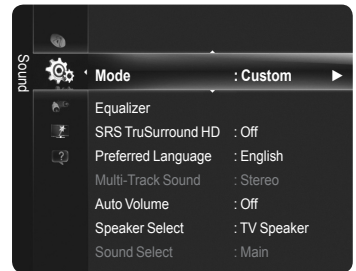 Sound
Mode : Custom ►
Equalizer
SRS TruSurround HD : Off
Preferred Language : English
Multi-Track Sound : Stereo
Auto Volume : Off
Speaker Select : TV Speaker
Sound Select : Main